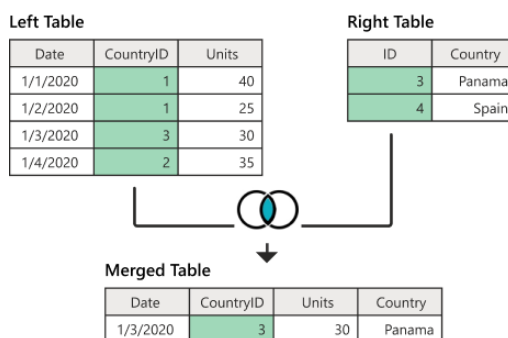 Left Table
Date CountryID Units
1/1/2020 1 40
1/2/2020 1 25
1/3/2020 3 30
1/4/2020 2 35
Right Table
ID Country
3 Panama
4 Spain
Merged Table
Date CountryID Units Country
1/3/2020 3 30 Panama